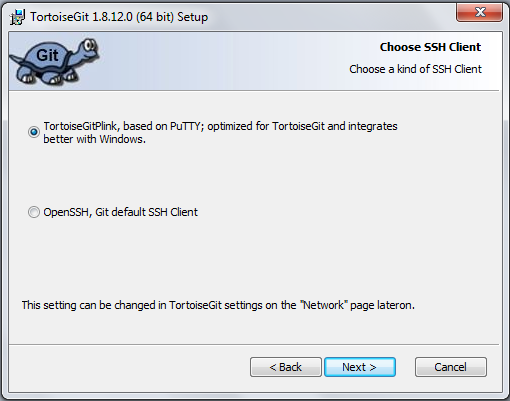 TortoiseGit 1.8.12.0 (64 bit) Setup
Git
Choose SSH Client
Choose a kind of SSH Client
TortoiseGitPlink, based on PuTTY; optimized for TortoiseGit and integrates
better with Windows.
OpenSSH, Git default SSH Client
This setting can be changed in TortoiseGit settings on the "Network" page lateron.
< Back
Next >
Cancel